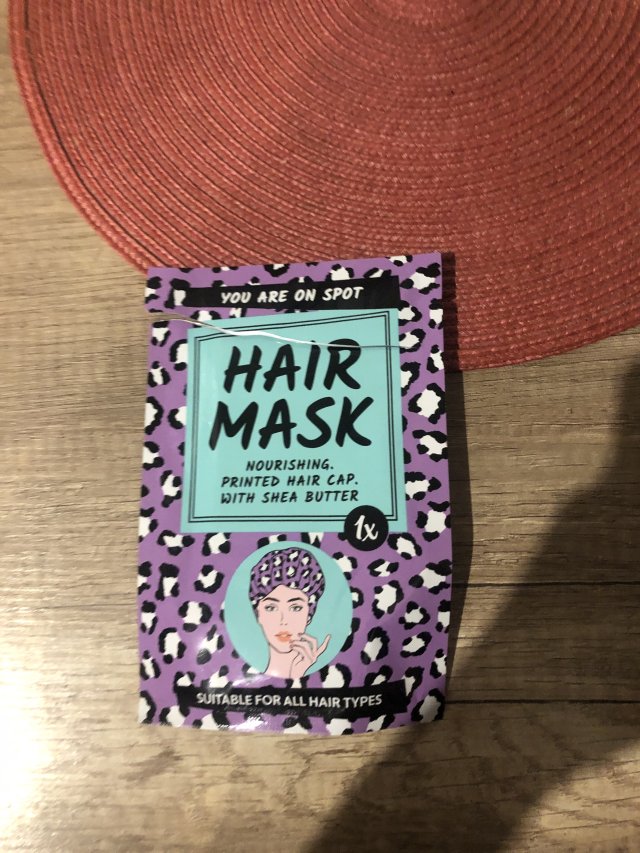 YOU ARE ON SPOT
HAIR
MASK
NOURISHING.
PRINTED HAIR CAP.
WITH SHEA BUTTER
1x
SUITABLE FOR ALL HAIR TYPES